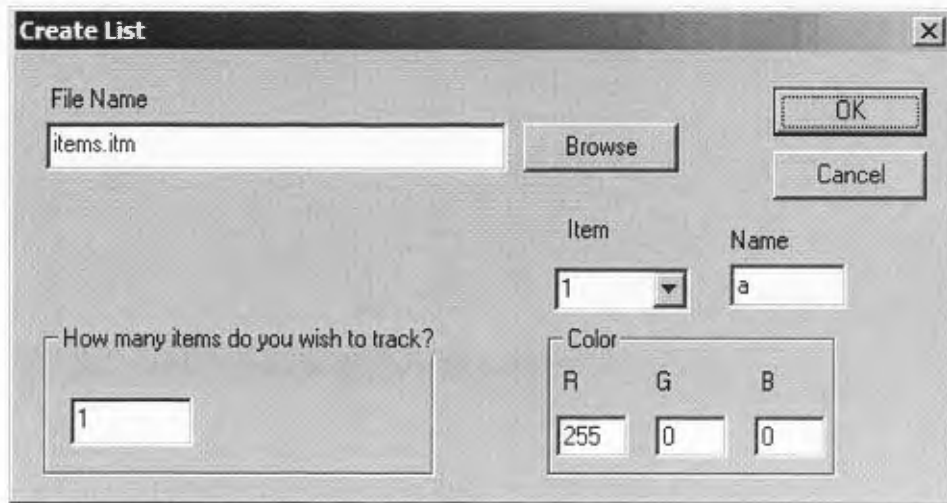 Create List
File Name
items.itm
Browse
OK
Cancel
Item
Name
1
a
How many items do you wish to track?
1
Color
R G B
255 0 0